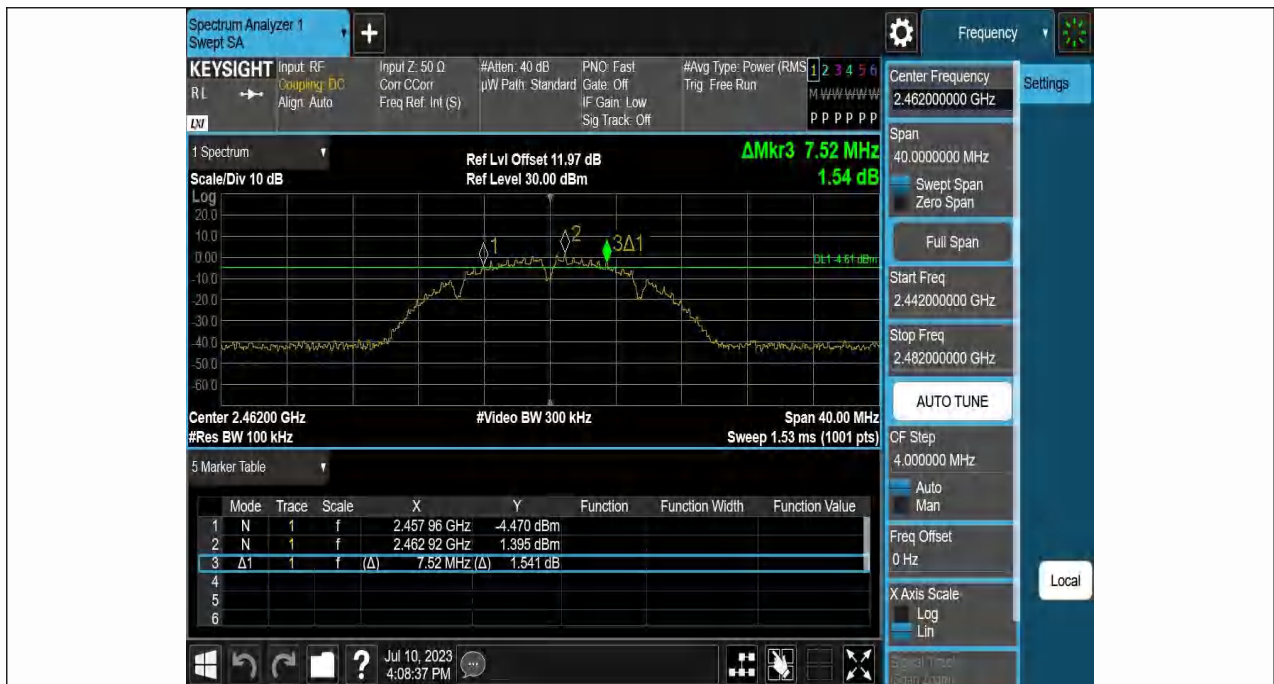 Spectrum Analyzer 1
Swept SA
Frequency
KEYSIGHT
RL
LXI
Input: RF
Coupling: DC
Align: Auto
Input Z: 50 Ω
Corr CCorr
Freq Ref: Int (S)
#Atten: 40 dB
µW Path: Standard
PNO: Fast
Gate: Off
IF Gain: Low
Sig Track: Off
#Avg Type: Power (RMS
Trig: Free Run
1 2 3 4 5 6
M W W W W W
P P P P P P
1 Spectrum
Scale/Div 10 dB
Ref Lvl Offset 11.97 dB
Ref Level 30.00 dBm
ΔMkr3 7.52 MHz
1.54 dB
Log
20.0
10.0
0.00
-10.0
-20.0
-30.0
-40.0
-50.0
-60.0
1
2
3Δ1
DL1 -4.61 dBm
Center 2.46200 GHz
#Res BW 100 kHz
#Video BW 300 kHz
Span 40.00 MHz
Sweep 1.53 ms (1001 pts)
5 Marker Table
Mode Trace Scale X Y Function Function Width Function Value
1 N 1 f 2.457 96 GHz -4.470 dBm
2 N 1 f 2.462 92 GHz 1.395 dBm
3 Δ1 1 f (Δ) 7.52 MHz (Δ) 1.541 dB
4
5
6
Jul 10, 2023
4:08:37 PM
Center Frequency
2.462000000 GHz
Settings
Span
40.0000000 MHz
Swept Span
Zero Span
Full Span
Start Freq
2.442000000 GHz
Stop Freq
2.482000000 GHz
AUTO TUNE
CF Step
4.000000 MHz
Auto
Man
Freq Offset
0 Hz
Local
X Axis Scale
Log
Lin
Signal Track
(Span Zoom)